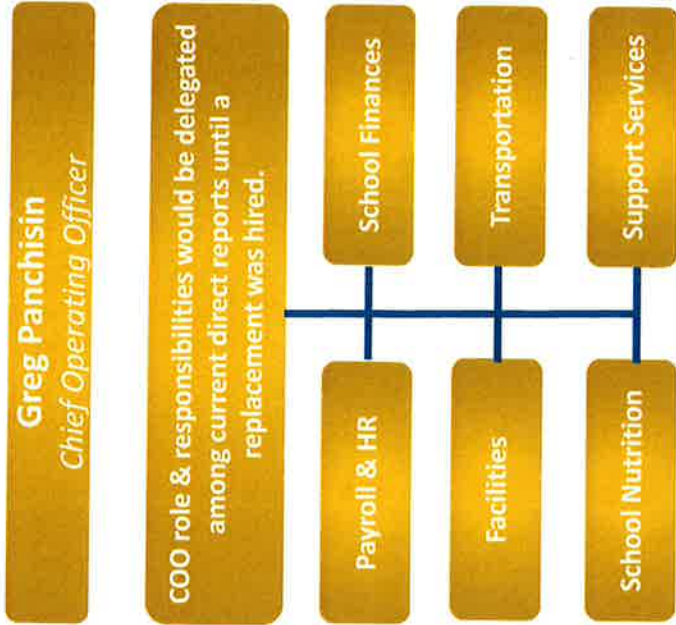 Greg Panchisin
Chief Operating Officer
COO role & responsibilities would be delegated
among current direct reports until a
replacement was hired.
Payroll & HR
School Finances
Facilities
Transportation
School Nutrition
Support Services